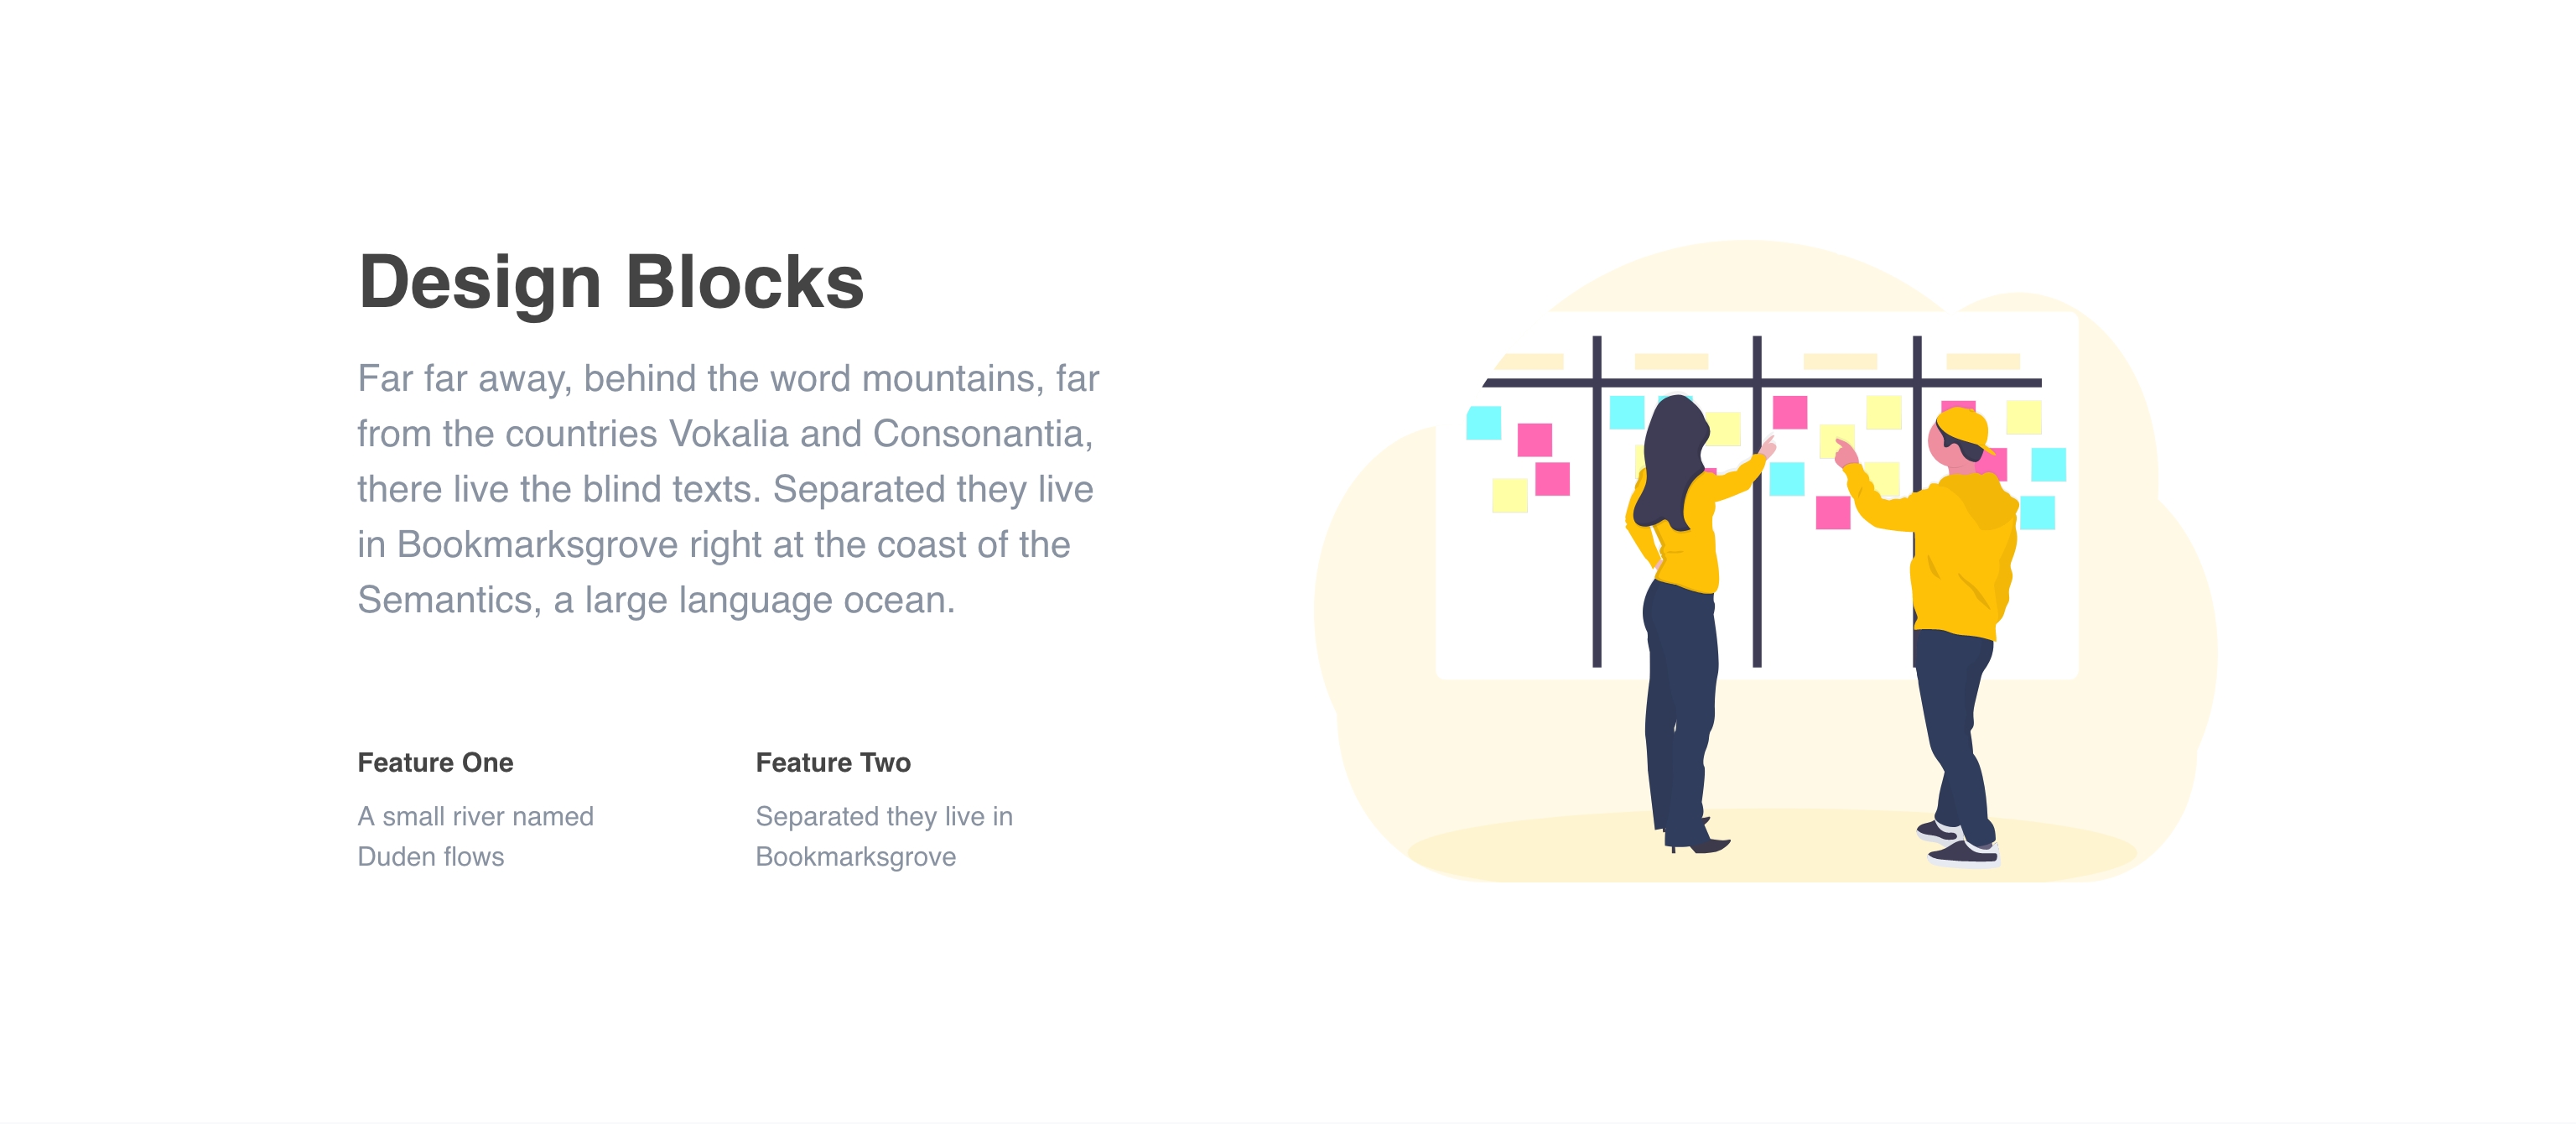 Design Blocks
Far far away, behind the word mountains, far
from the countries Vokalia and Consonantia,
there live the blind texts. Separated they live
in Bookmarksgrove right at the coast of the
Semantics, a large language ocean.
Feature One
A small river named
Duden flows
Feature Two
Separated they live in
Bookmarksgrove